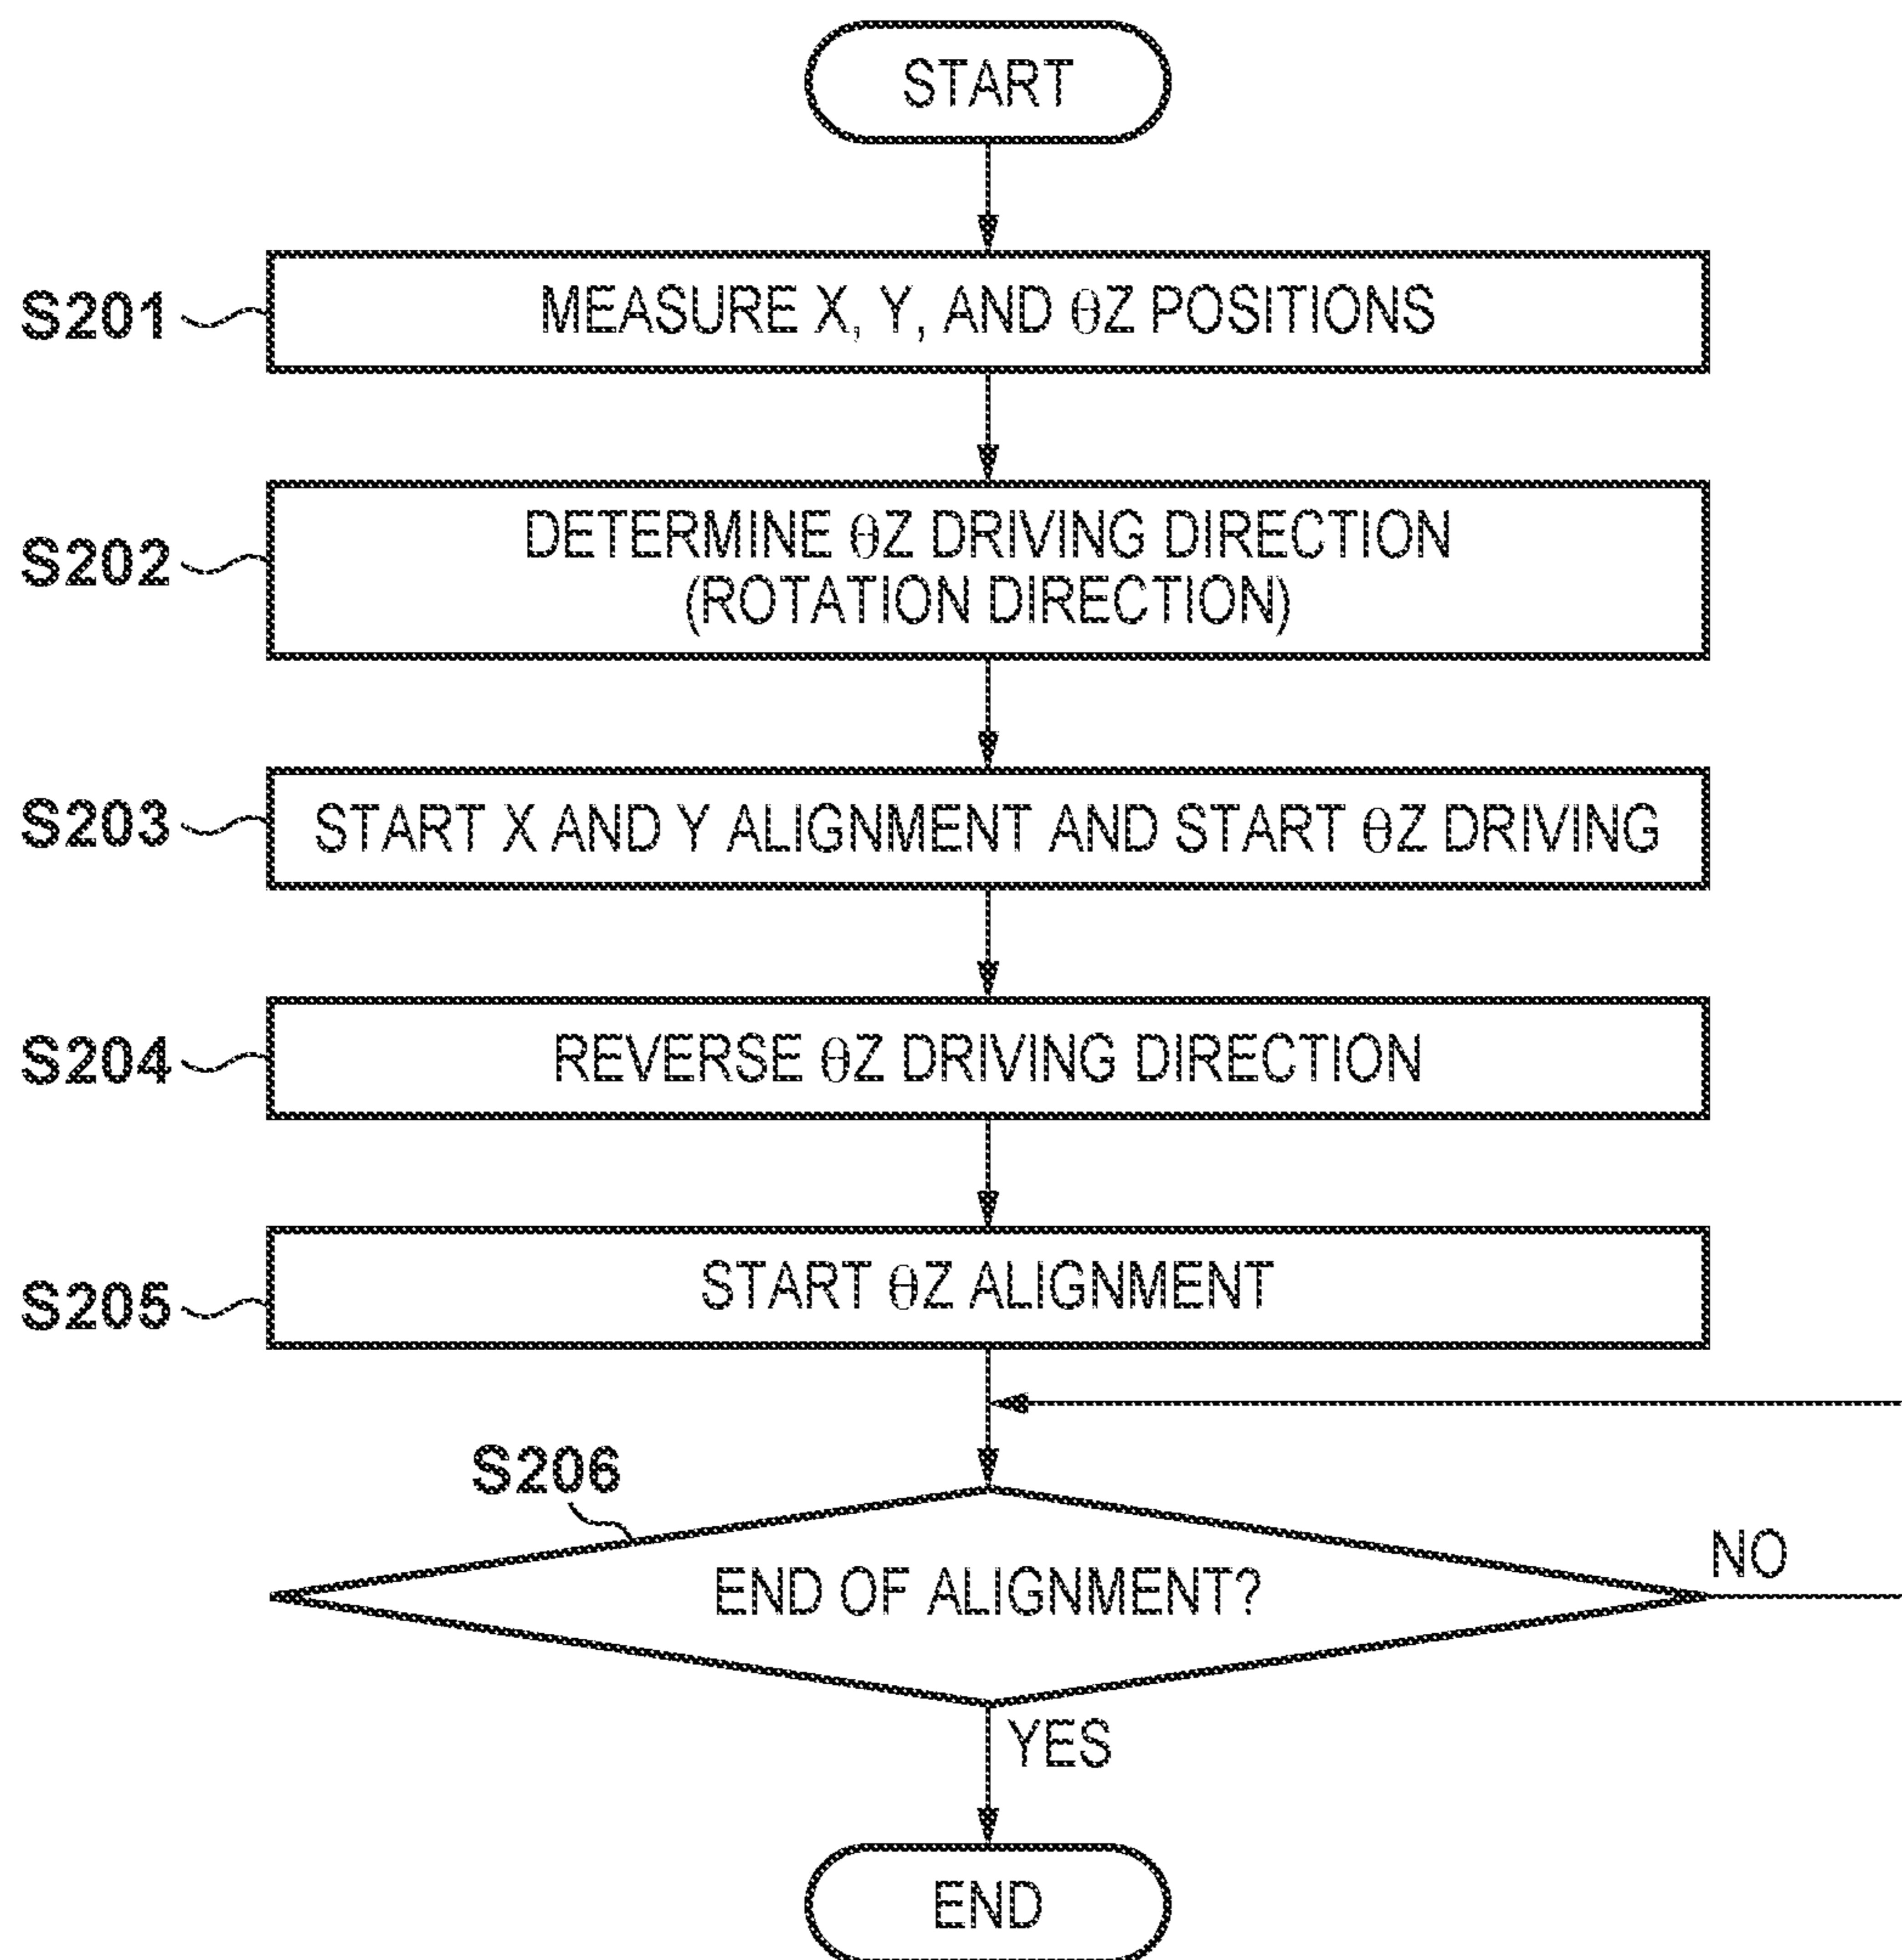 START
S201
MEASURE X, Y, AND θZ POSITIONS
S202
DETERMINE θZ DRIVING DIRECTION
(ROTATION DIRECTION)
S203
START X AND Y ALIGNMENT AND START θZ DRIVING
S204
REVERSE θZ DRIVING DIRECTION
S205
START θZ ALIGNMENT
S206
END OF ALIGNMENT?
NO
YES
END